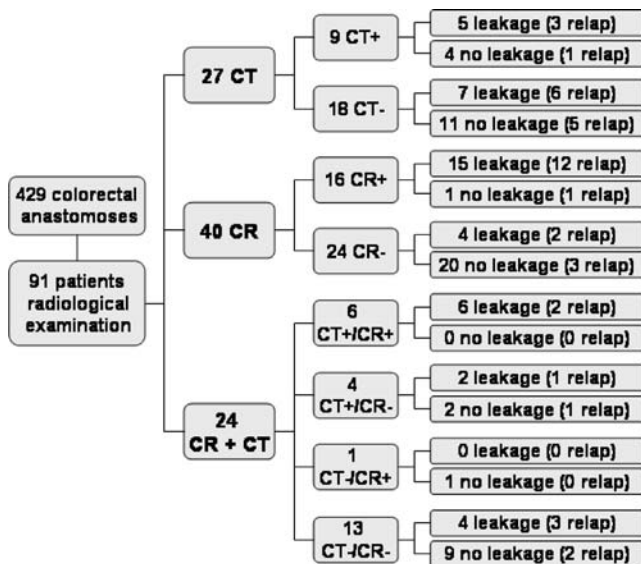 429 colorectal
anastomoses
91 patients
radiological
examination
27 CT
9 CT+
5 leakage (3 relap)
4 no leakage (1 relap)
18 CT-
7 leakage (6 relap)
11 no leakage (5 relap)
40 CR
16 CR+
15 leakage (12 relap)
1 no leakage (1 relap)
24 CR-
4 leakage (2 relap)
20 no leakage (3 relap)
24
CR + CT
6
CT+/CR+
6 leakage (2 relap)
0 no leakage (0 relap)
4
CT+/CR-
2 leakage (1 relap)
2 no leakage (1 relap)
1
CT-/CR+
0 leakage (0 relap)
1 no leakage (0 relap)
13
CT-/CR-
4 leakage (3 relap)
9 no leakage (2 relap)